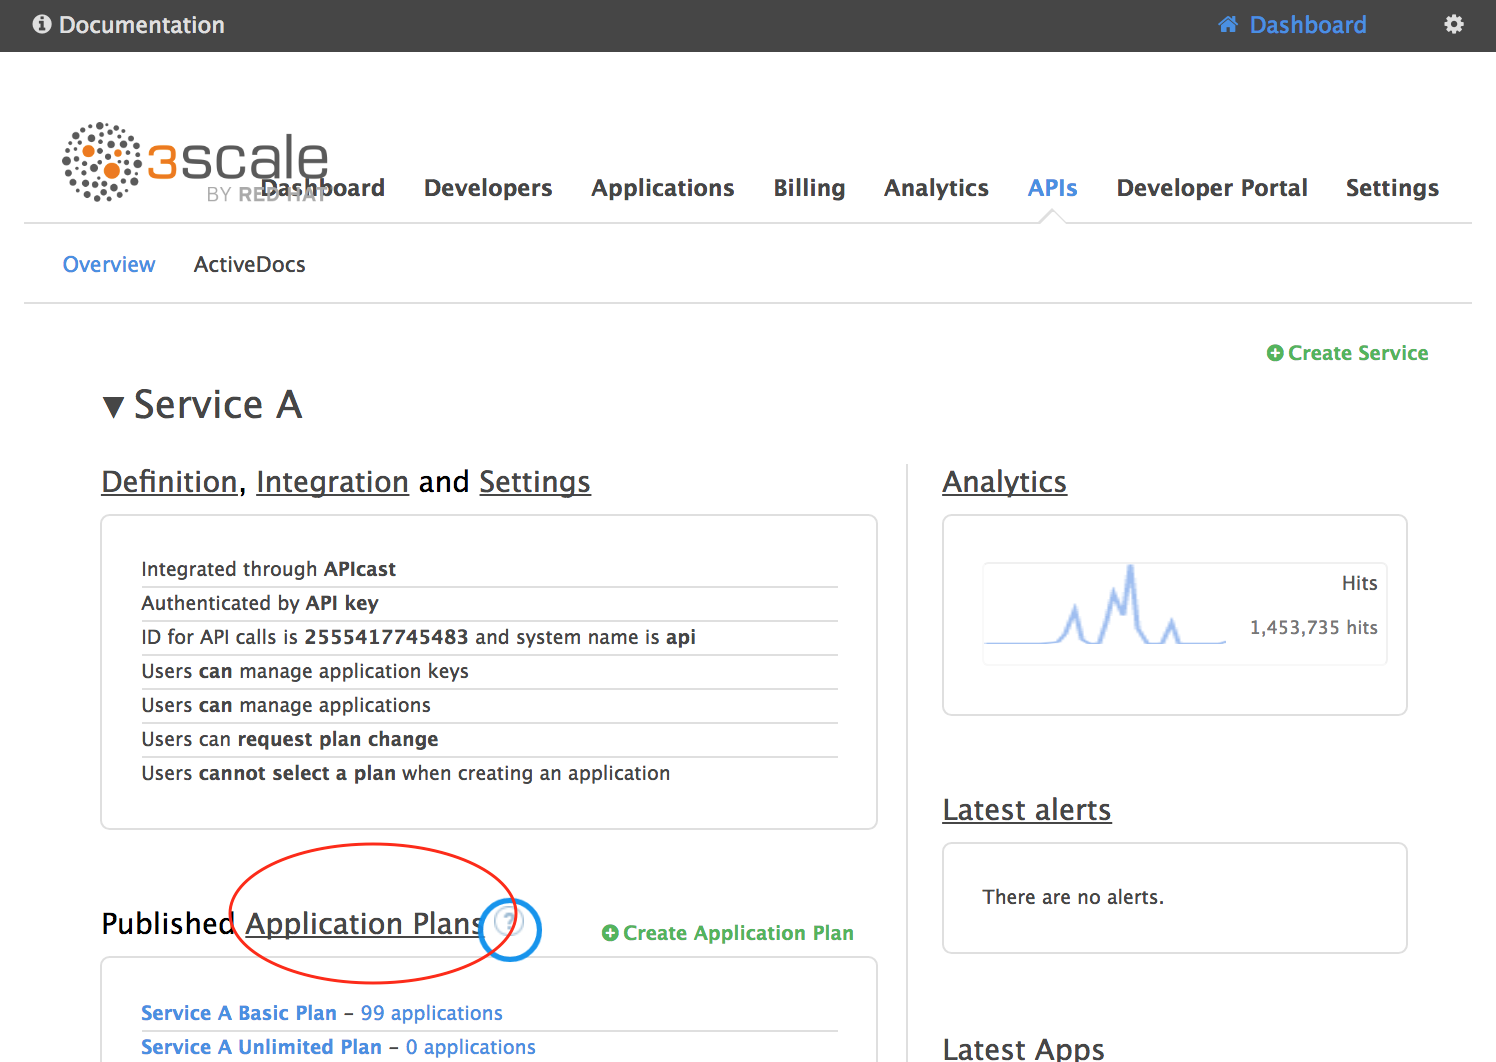 Documentation
Dashboard
3scale
BY RED HAT
Dashboard Developers Applications Billing Analytics APIs Developer Portal Settings
Overview ActiveDocs
Create Service
▼ Service A
Definition, Integration and Settings
Integrated through APIcast
Authenticated by API key
ID for API calls is 2555417745483 and system name is api
Users can manage application keys
Users can manage applications
Users can request plan change
Users cannot select a plan when creating an application
Analytics
Hits
1,453,735 hits
Latest alerts
There are no alerts.
Published Application Plans ?
Create Application Plan
Service A Basic Plan – 99 applications
Service A Unlimited Plan – 0 applications
Latest Apps